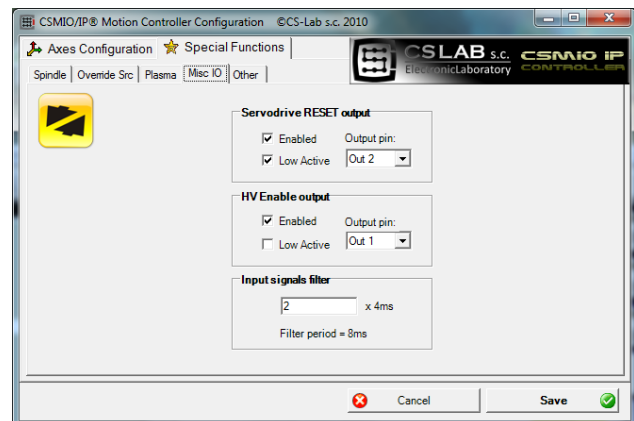 CSMIO/IP® Motion Controller Configuration ©CS-Lab s.c. 2010
Axes Configuration Special Functions
CSLAB s.c.
ElectronicLaboratory
CSMIO IP
CONTROLLER
Spindle Override Src Plasma Misc IO Other
Servodrive RESET output
Enabled Output pin:
Low Active Out 2
HV Enable output
Enabled Output pin:
Low Active Out 1
Input signals filter
2 x 4ms
Filter period = 8ms
Cancel Save